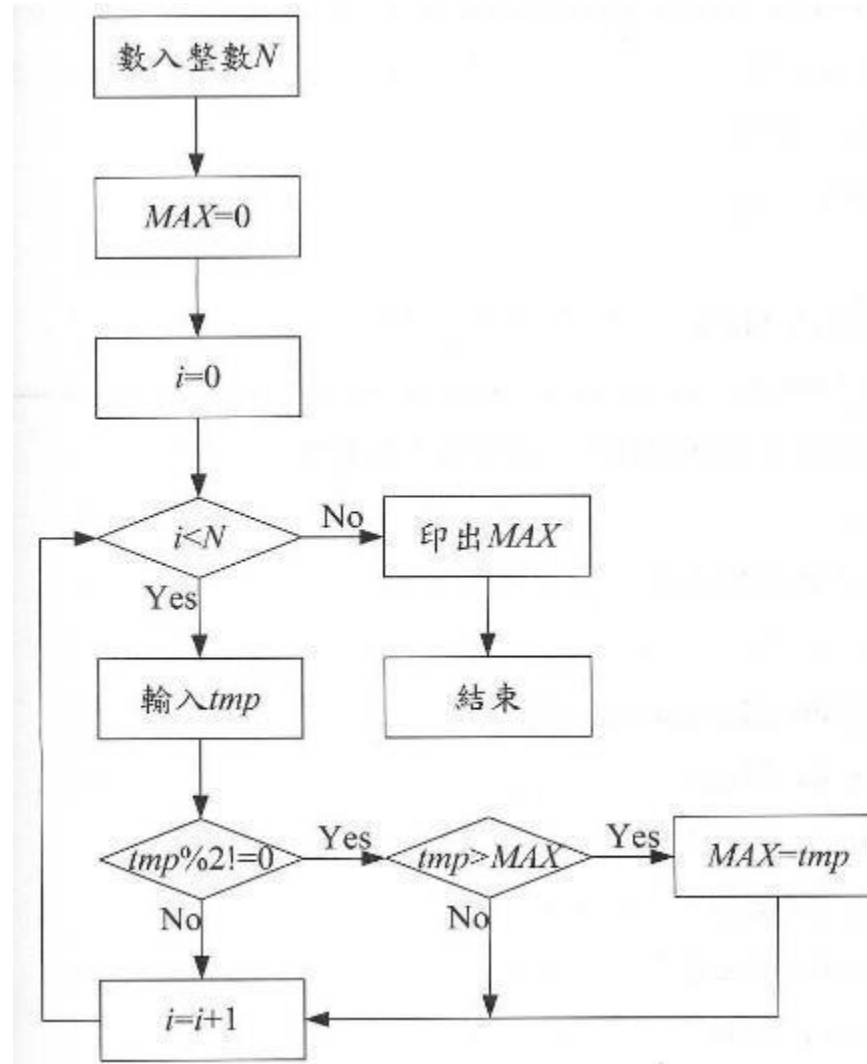 數入整數N
MAX=0
i=0
i<N
No
印出MAX
Yes
輸入tmp
結束
tmp%2!=0
Yes
tmp>MAX
Yes
MAX=tmp
No
No
i=i+1